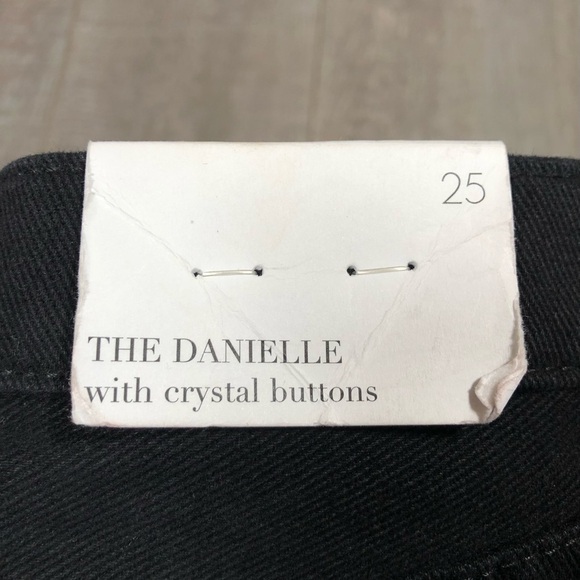 25
THE DANIELLE
with crystal buttons